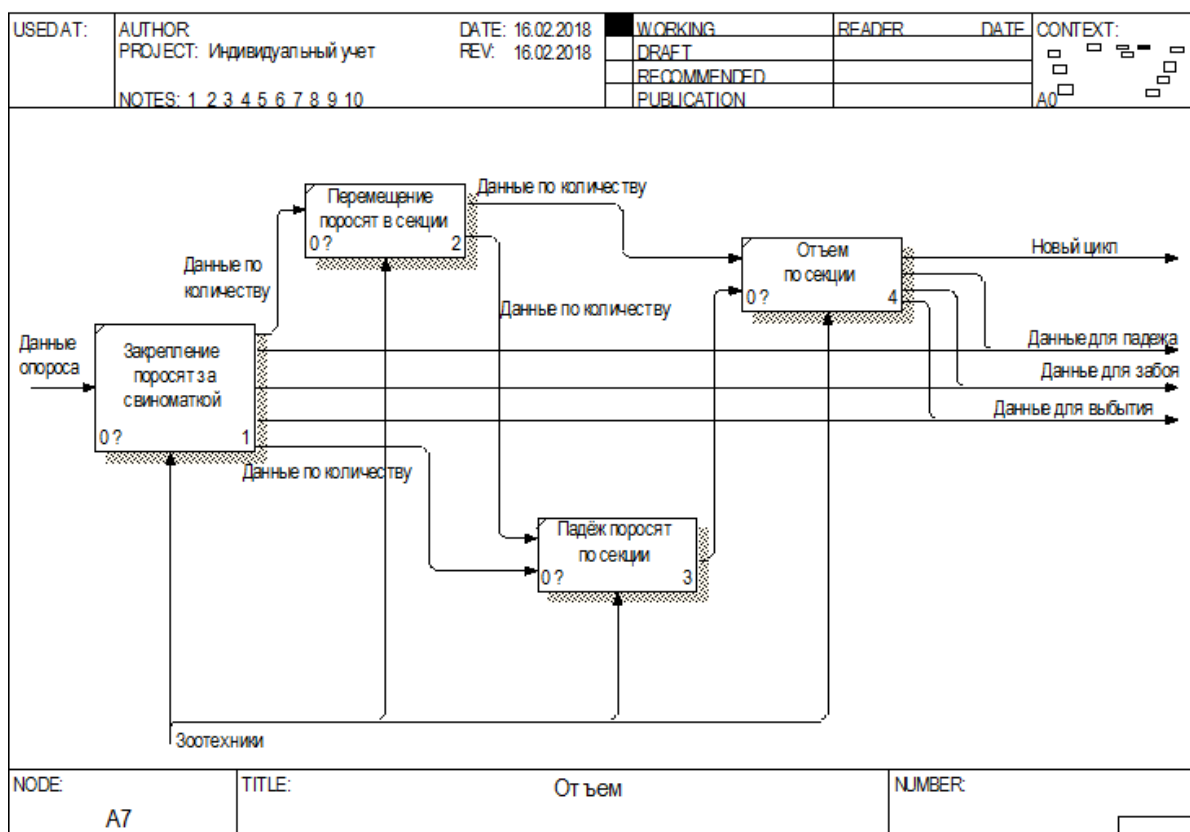 USED AT:
AUTHOR:
DATE: 16.02.2018
WORKING
READER
DATE
CONTEXT:
PROJECT: Индивидуальный учет
REV: 16.02.2018
DRAFT
RECOMMENDED
NOTES: 1 2 3 4 5 6 7 8 9 10
PUBLICATION
A0
Перемещение
поросят в секции
0 ?
2
Данные по количеству
Отъем
по секции
0 ?
4
Новый цикл
Данные по
количеству
Данные по количеству
Данные
опороса
Закрепление
поросят за
свиноматкой
0 ?
1
Данные для падежа
Данные для забоя
Данные для выбытия
Данные по количеству
Падёж поросят
по секции
0 ?
3
Зоотехники
NODE:
TITLE:
Отъем
NUMBER:
A7